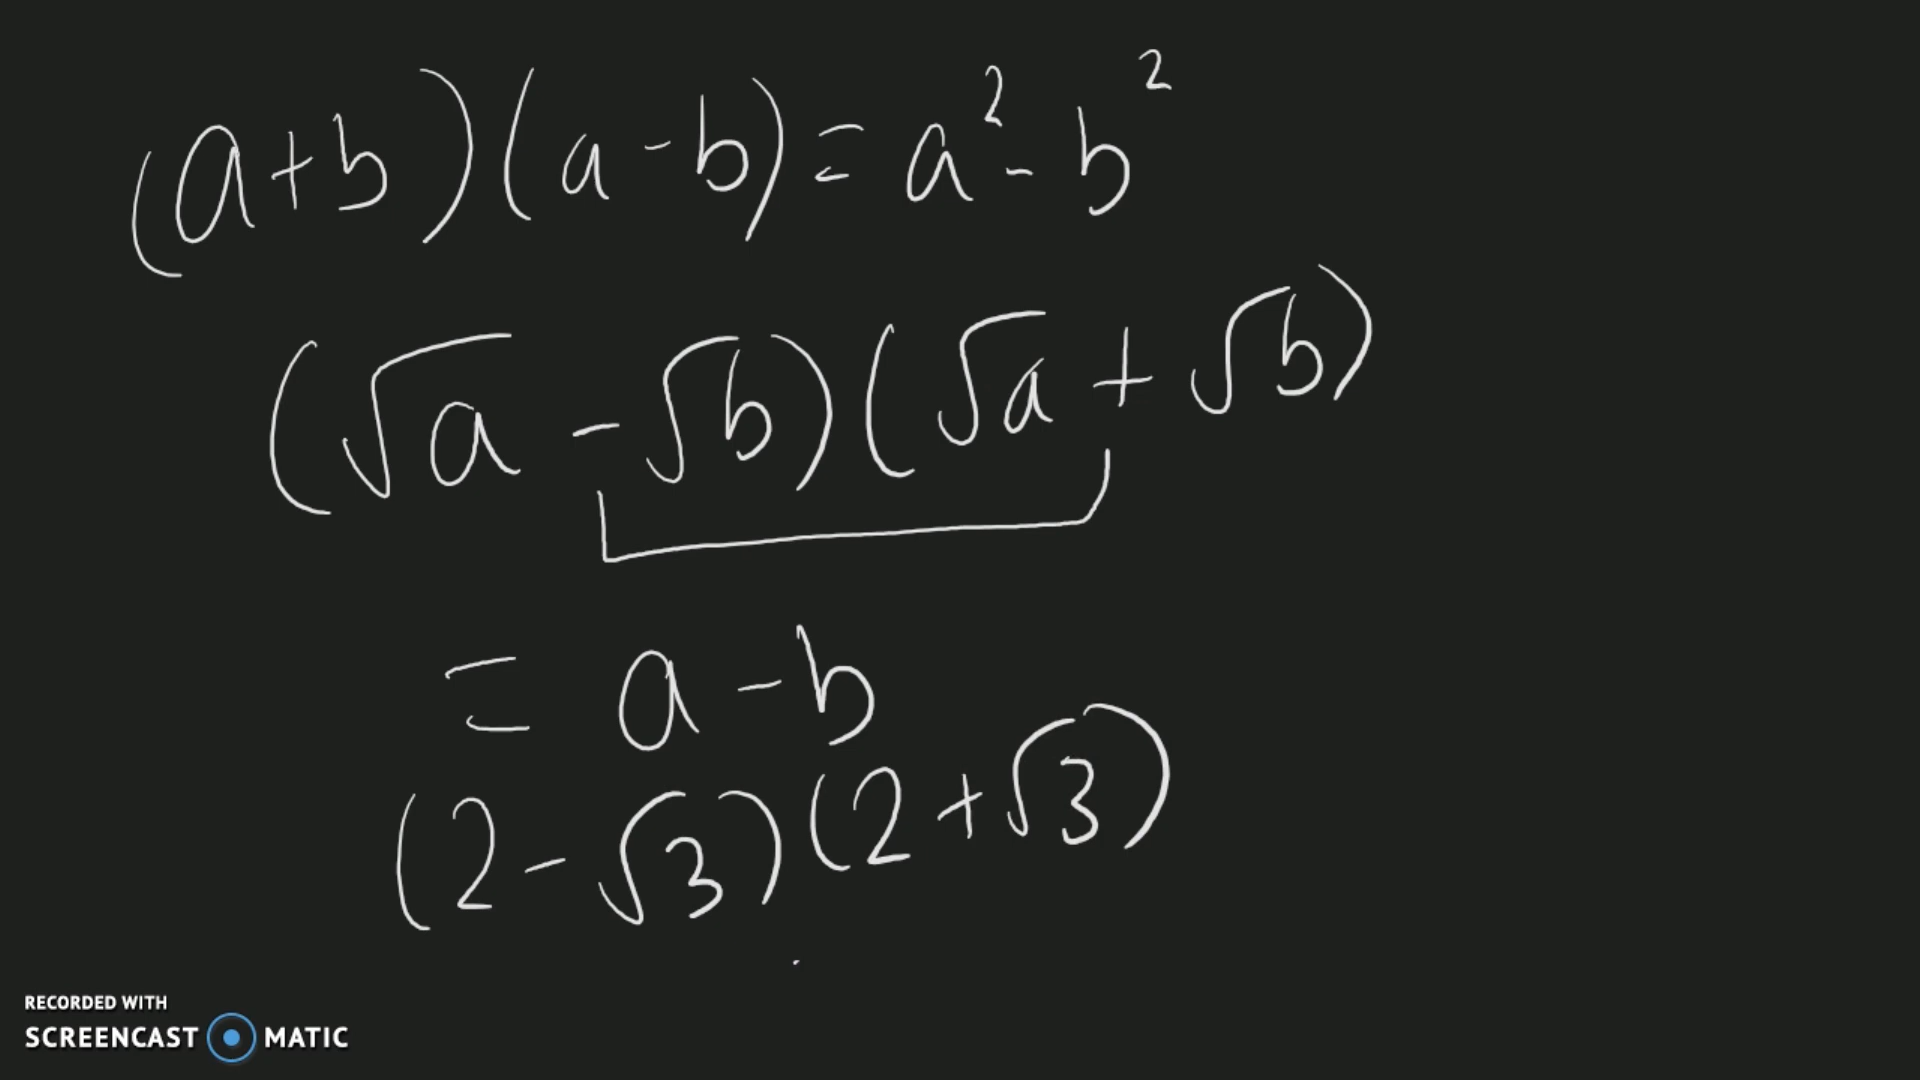 (a+b)(a-b)=a²-b²
(√a-√b)(√a+√b)
=a-b
(2-√3)(2+√3)
RECORDED WITH
SCREENCAST MATIC